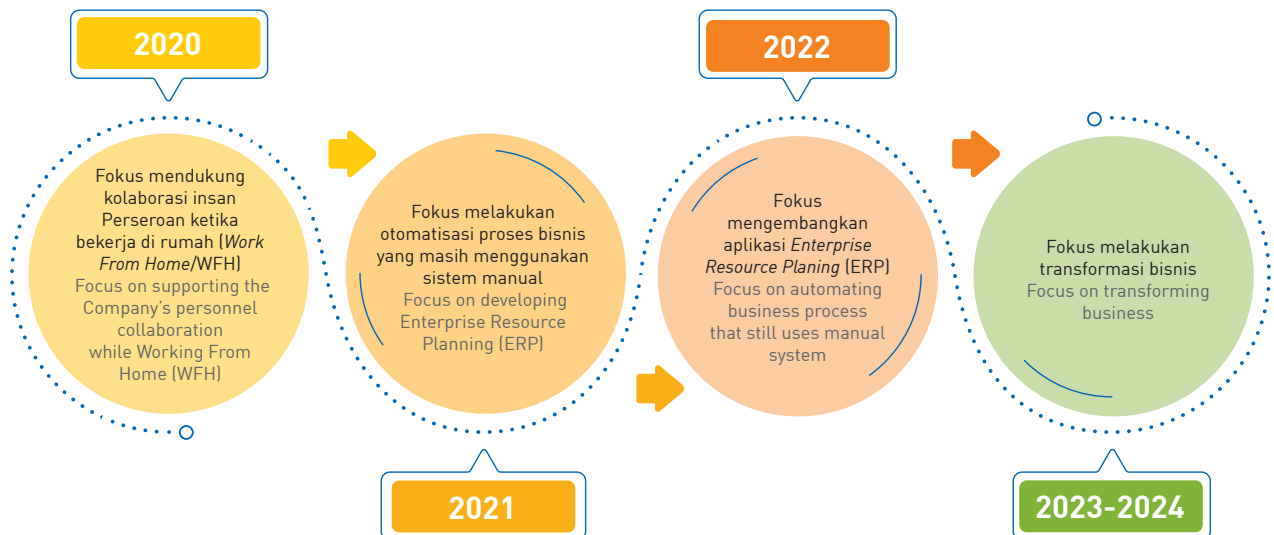 2020
Fokus mendukung
kolaborasi insan
Perseroan ketika
bekerja di rumah (Work
From Home/WFH)
Focus on supporting the
Company's personnel
collaboration
while Working From
Home (WFH)
Fokus melakukan
otomatisasi proses bisnis
yang masih menggunakan
sistem manual
Focus on developing
Enterprise Resource
Planning (ERP)
2021
2022
Fokus
mengembangkan
aplikasi Enterprise
Resource Planing (ERP)
Focus on automating
business process
that still uses manual
system
Fokus melakukan
transformasi bisnis
Focus on transforming
business
2023-2024